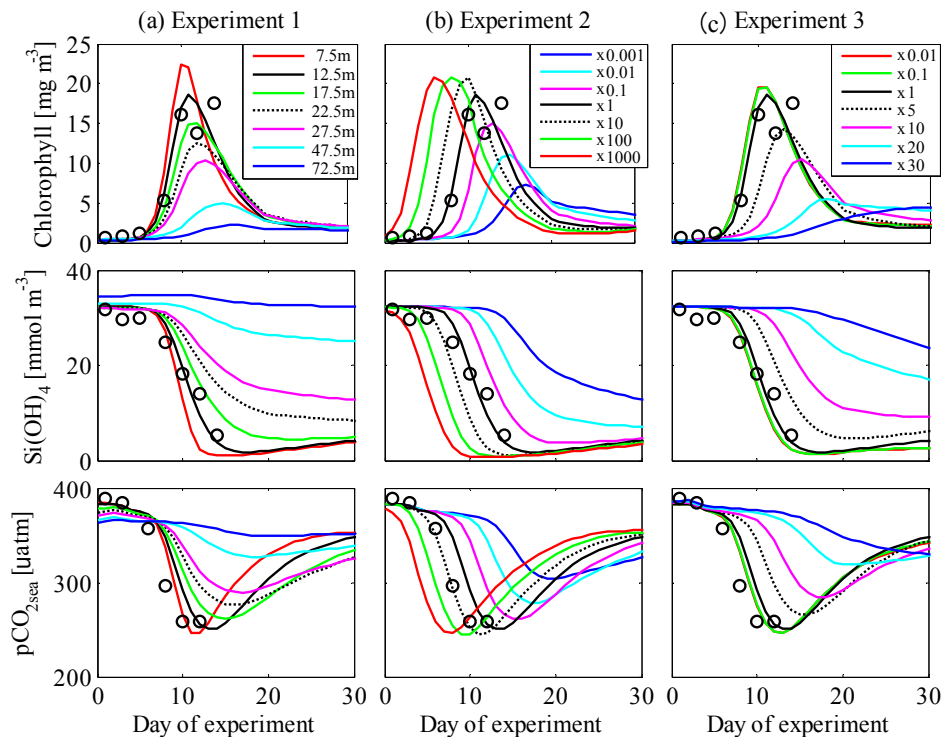 (a) Experiment 1
(b) Experiment 2
(c) Experiment 3
Chlorophyll [mg m⁻³]
25
20
15
10
5
0
7.5m
12.5m
17.5m
22.5m
27.5m
47.5m
72.5m
x0.001
x0.01
x0.1
x1
x10
x100
x1000
x0.01
x0.1
x1
x5
x10
x20
x30
Si(OH)₄ [mmol m⁻³]
40
20
0
pCO₂sea [µatm]
400
300
200
0 10 20 30
0 10 20 30
0 10 20 30
Day of experiment
Day of experiment
Day of experiment